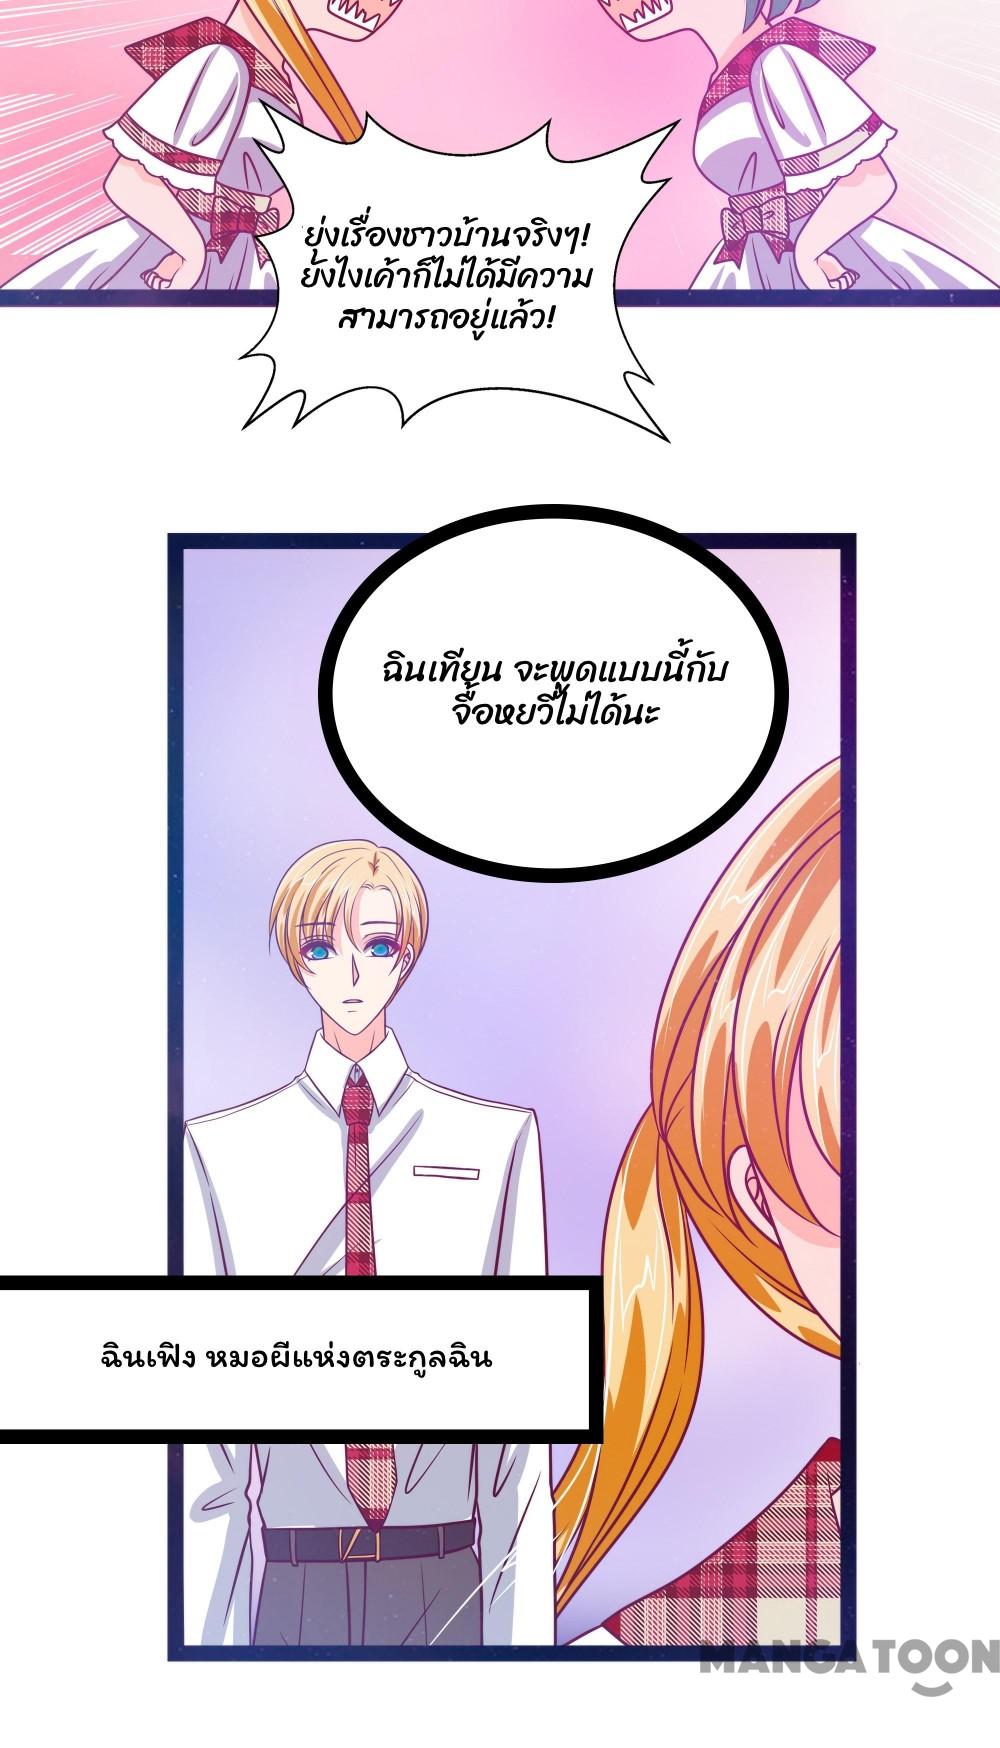 ยุ่งเรื่องชาวบ้านจริงๆ!
ยังไงเค้าก็ไม่ได้มีความ
สามารถอยู่แล้ว!
ฉินเทียน จะพูดแบบนี้กับ
จื้อหยวี่ไม่ได้นะ
ฉินเฟิง หมอผีแห่งตระกูลฉิน
MANGATOON